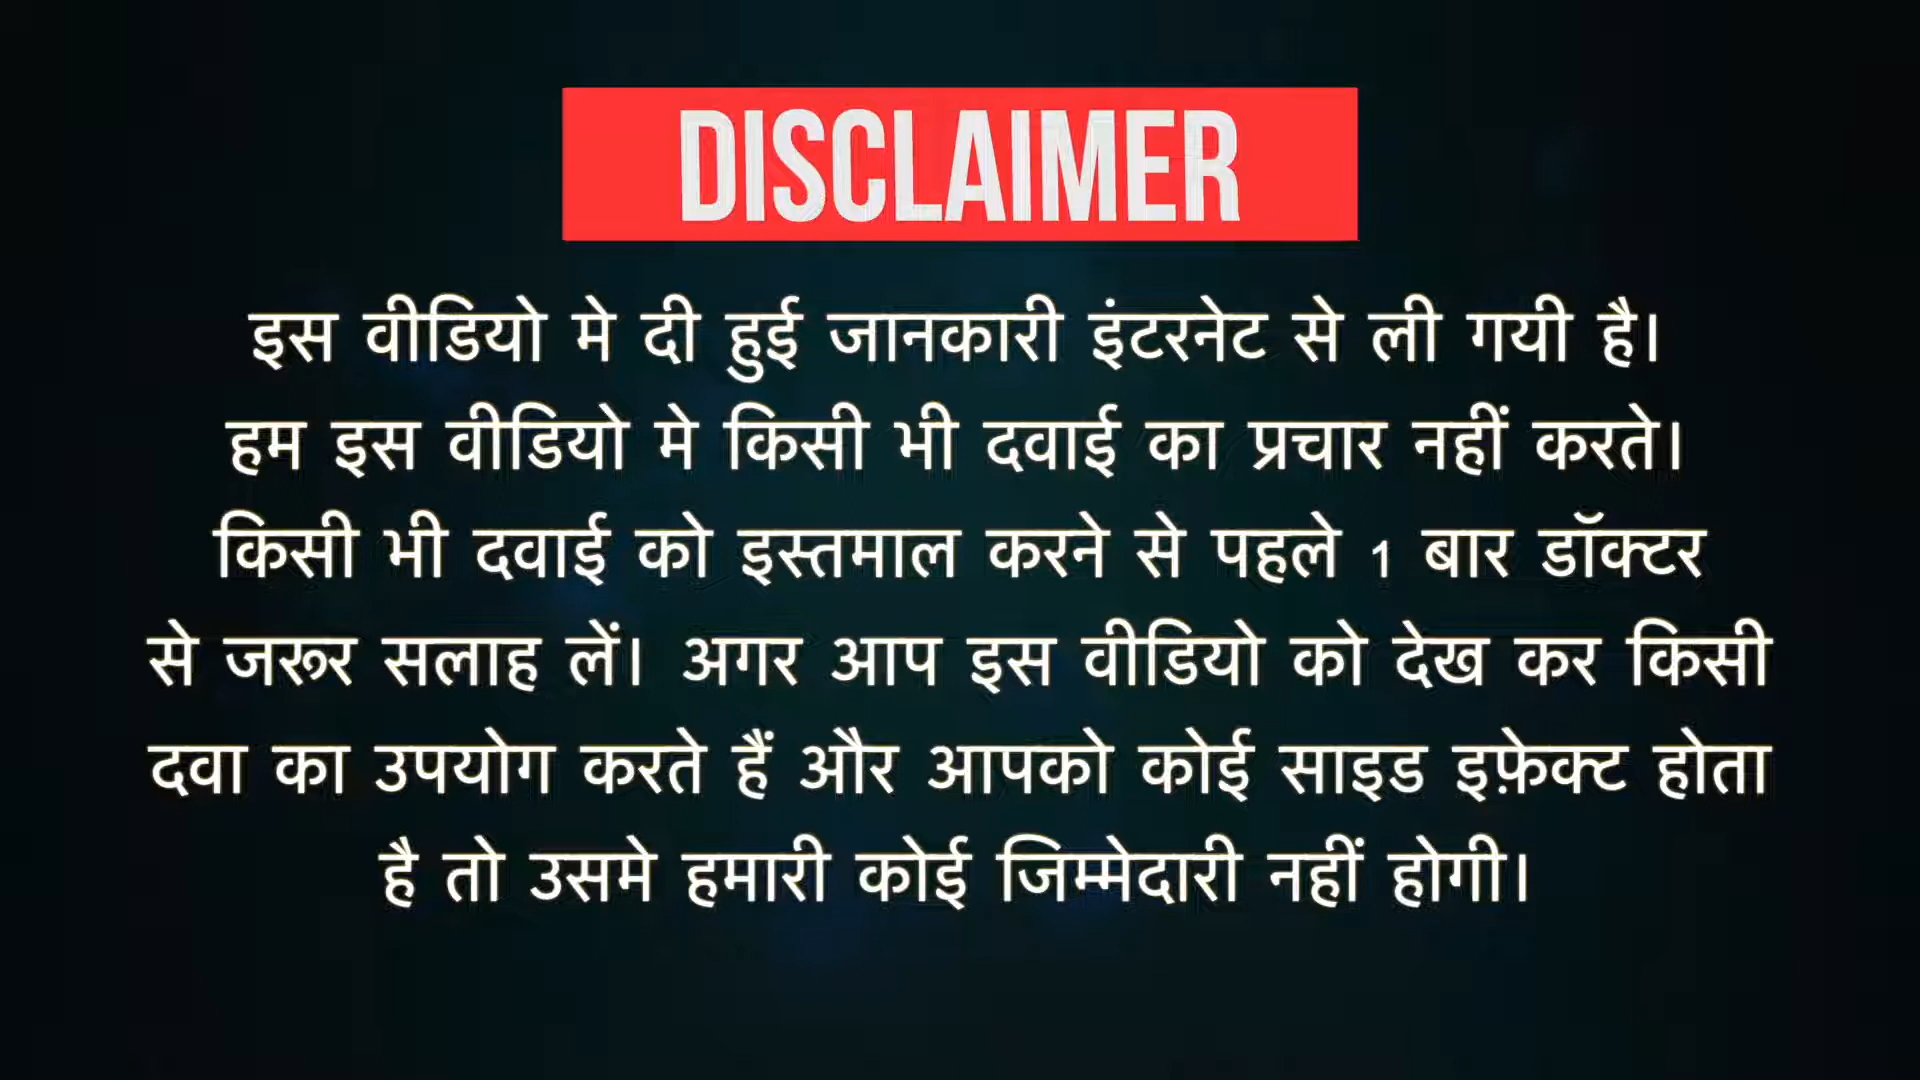 DISCLAIMER
इस वीडियो मे दी हुई जानकारी इंटरनेट से ली गयी है।
हम इस वीडियो मे किसी भी दवाई का प्रचार नहीं करते।
किसी भी दवाई को इस्तमाल करने से पहले 1 बार डॉक्टर
से जरूर सलाह लें। अगर आप इस वीडियो को देख कर किसी
दवा का उपयोग करते हैं और आपको कोई साइड इफ़ेक्ट होता
है तो उसमे हमारी कोई जिम्मेदारी नहीं होगी।